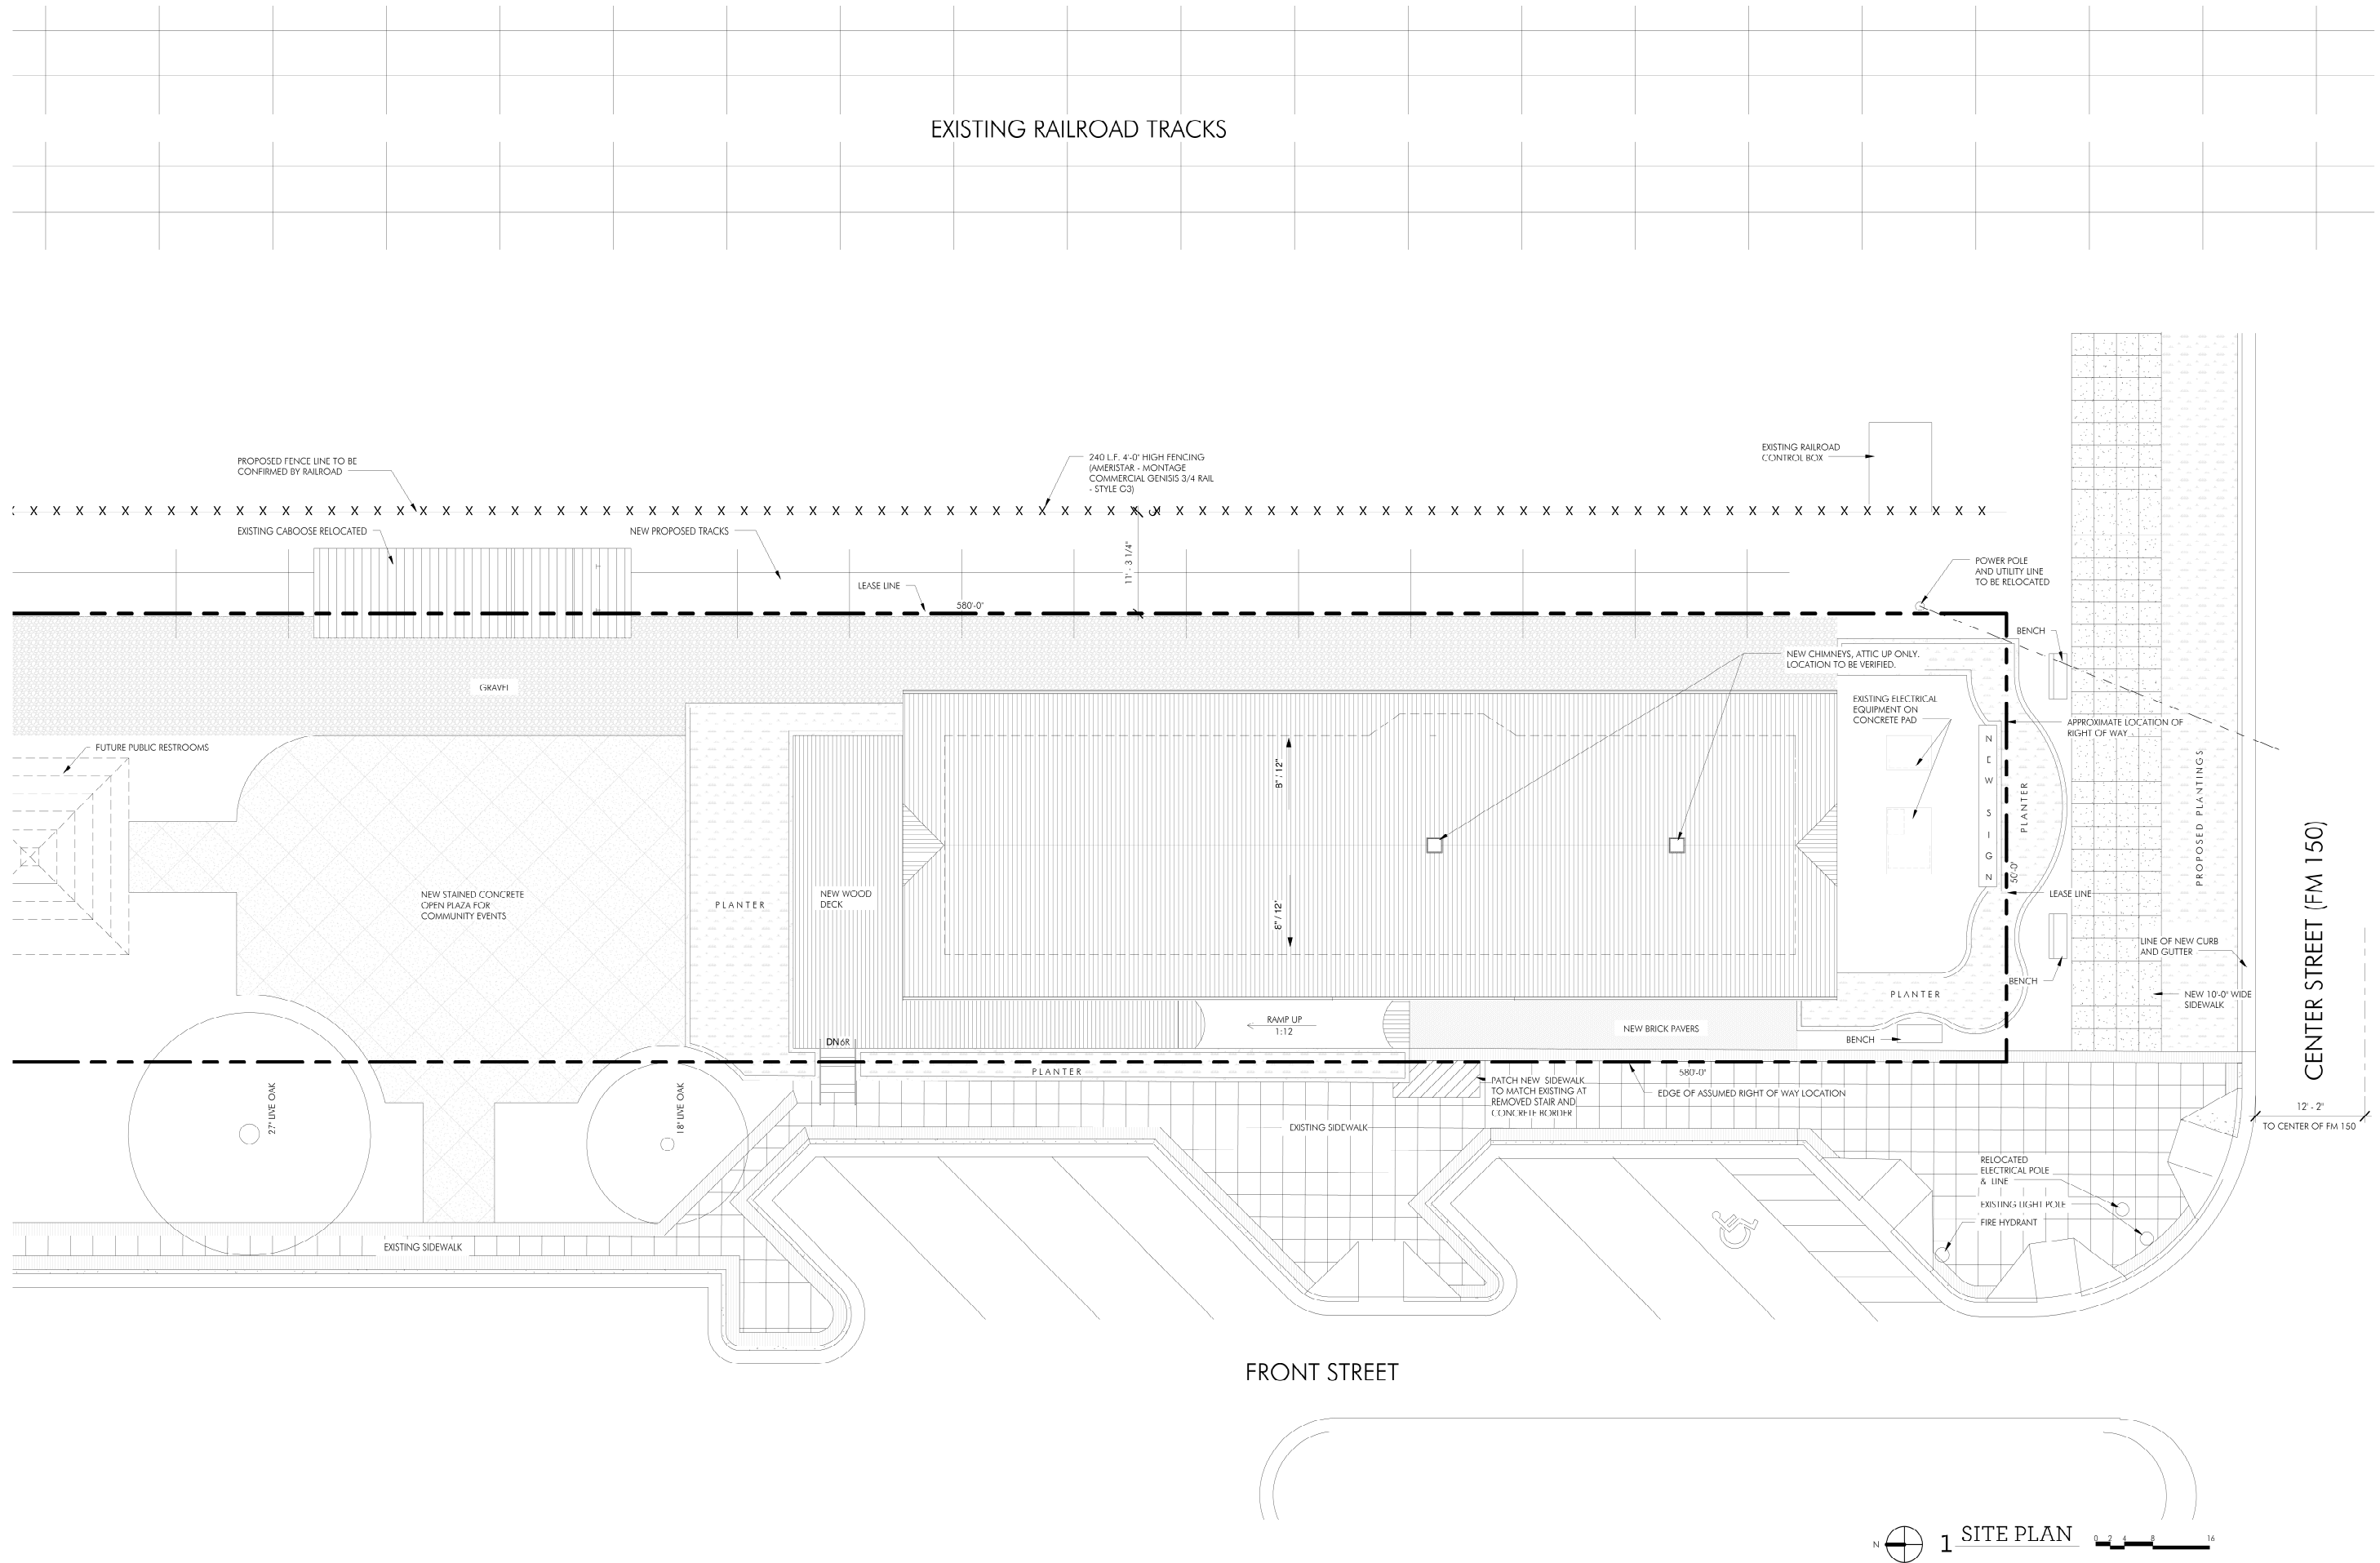 EXISTING RAILROAD TRACKS
PROPOSED FENCE LINE TO BE
CONFIRMED BY RAILROAD
240 L.F. 4'-0" HIGH FENCING
(AMERISTAR - MONTAGE
COMMERCIAL GENISIS 3/4 RAIL
- STYLE G3)
EXISTING RAILROAD
CONTROL BOX
X X X X X X X X X X X X X X X X X X X X X X X X X X X X X X X X X X X X X X X X X X X X X X X X X X X X X X X X X X X X X X X X X X X X X X X X X X X X X X X X X X X X X X
EXISTING CABOOSE RELOCATED
NEW PROPOSED TRACKS
11' - 3 1/4"
LEASE LINE
580'-0"
POWER POLE
AND UTILITY LINE
TO BE RELOCATED
BENCH
NEW CHIMNEYS, ATTIC UP ONLY.
LOCATION TO BE VERIFIED.
GRAVEL
EXISTING ELECTRICAL
EQUIPMENT ON
CONCRETE PAD
APPROXIMATE LOCATION OF
RIGHT OF WAY
FUTURE PUBLIC RESTROOMS
8" / 12"
NEW SIGN
PLANTER
PROPOSED PLANTINGS
50'-0"
LEASE LINE
NEW STAINED CONCRETE
OPEN PLAZA FOR
COMMUNITY EVENTS
PLANTER
NEW WOOD
DECK
8" / 12"
CENTER STREET (FM 150)
LINE OF NEW CURB
AND GUTTER
BENCH
PLANTER
NEW 10'-0" WIDE
SIDEWALK
RAMP UP
1:12
NEW BRICK PAVERS
BENCH
DN 6R
PLANTER
580'-0"
PATCH NEW SIDEWALK
TO MATCH EXISTING AT
REMOVED STAIR AND
CONCRETE BORDER
EDGE OF ASSUMED RIGHT OF WAY LOCATION
27" LIVE OAK
18" LIVE OAK
12' - 2"
TO CENTER OF FM 150
EXISTING SIDEWALK
RELOCATED
ELECTRICAL POLE
& LINE
EXISTING LIGHT POLE
FIRE HYDRANT
EXISTING SIDEWALK
FRONT STREET
N
1 SITE PLAN
0 2 4 8 16